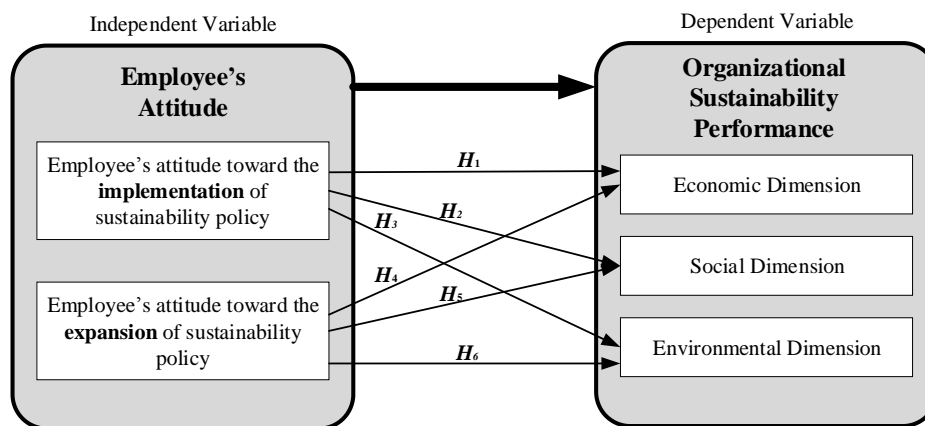 Independent Variable
Employee's
Attitude
Employee's attitude toward the
implementation of
sustainability policy
Employee's attitude toward the
expansion of sustainability
policy
H1
H2
H3
H4
H5
H6
Dependent Variable
Organizational
Sustainability
Performance
Economic Dimension
Social Dimension
Environmental Dimension